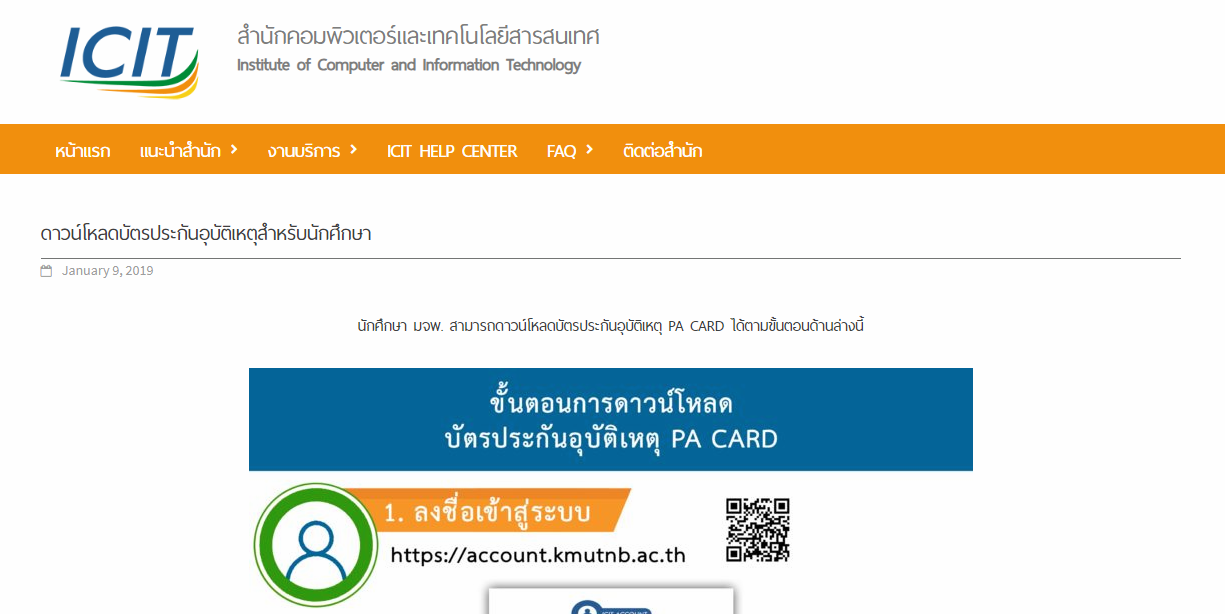 ICIT
สำนักคอมพิวเตอร์และเทคโนโลยีสารสนเทศ
Institute of Computer and Information Technology
หน้าแรก แนะนำสำนัก งานบริการ ICIT HELP CENTER FAQ ติดต่อสำนัก
ดาวน์โหลดบัตรประกันอุบัติเหตุสำหรับนักศึกษา
January 9, 2019
นักศึกษา มจพ. สามารถดาวน์โหลดบัตรประกันอุบัติเหตุ PA CARD ได้ตามขั้นตอนด้านล่างนี้
ขั้นตอนการดาวน์โหลด
บัตรประกันอุบัติเหตุ PA CARD
1. ลงชื่อเข้าสู่ระบบ
https://account.kmutnb.ac.th